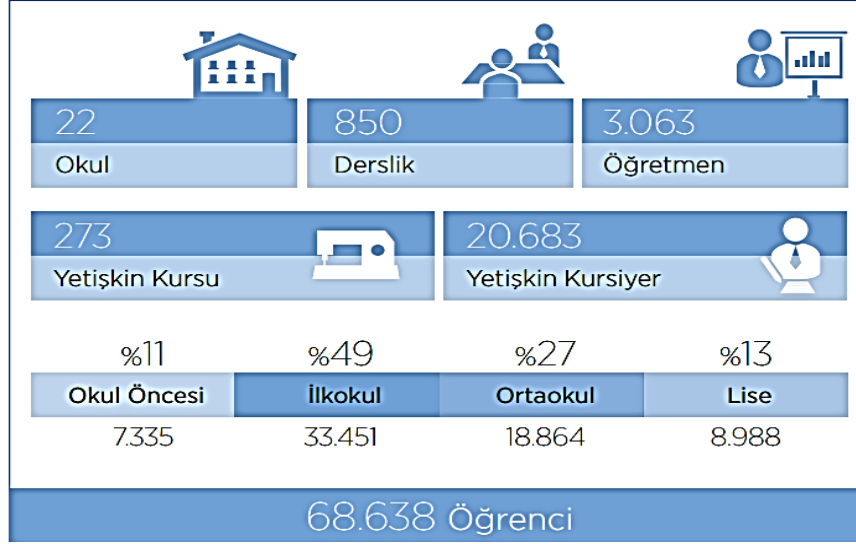 22 850 3.063
Okul Derslik Öğretmen
273 20.683
Yetişkin Kursu Yetişkin Kursiyer
%11 %49 %27 %13
Okul Öncesi İlkokul Ortaokul Lise
7.335 33.451 18.864 8.988
68.638 Öğrenci